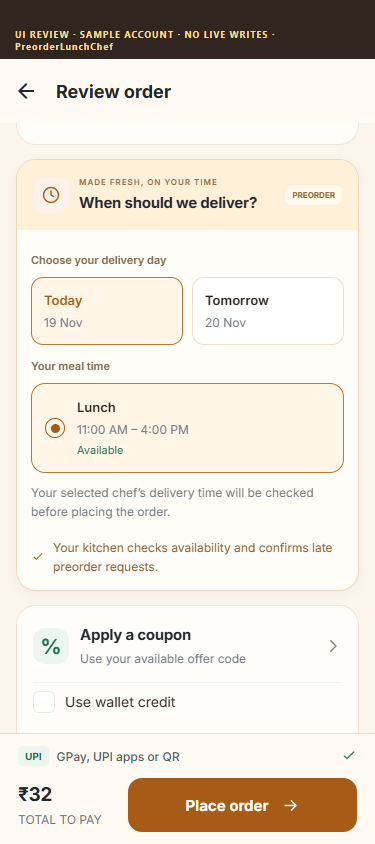 UI REVIEW · SAMPLE ACCOUNT · NO LIVE WRITES ·
PreorderLunchChef
Review order
MADE FRESH, ON YOUR TIME
When should we deliver?
PREORDER
Choose your delivery day
Today
19 Nov
Tomorrow
20 Nov
Your meal time
Lunch
11:00 AM – 4:00 PM
Available
Your selected chef’s delivery time will be checked
before placing the order.
Your kitchen checks availability and confirms late
preorder requests.
%
Apply a coupon
Use your available offer code
Use wallet credit
UPI
GPay, UPI apps or QR
₹32
TOTAL TO PAY
Place order